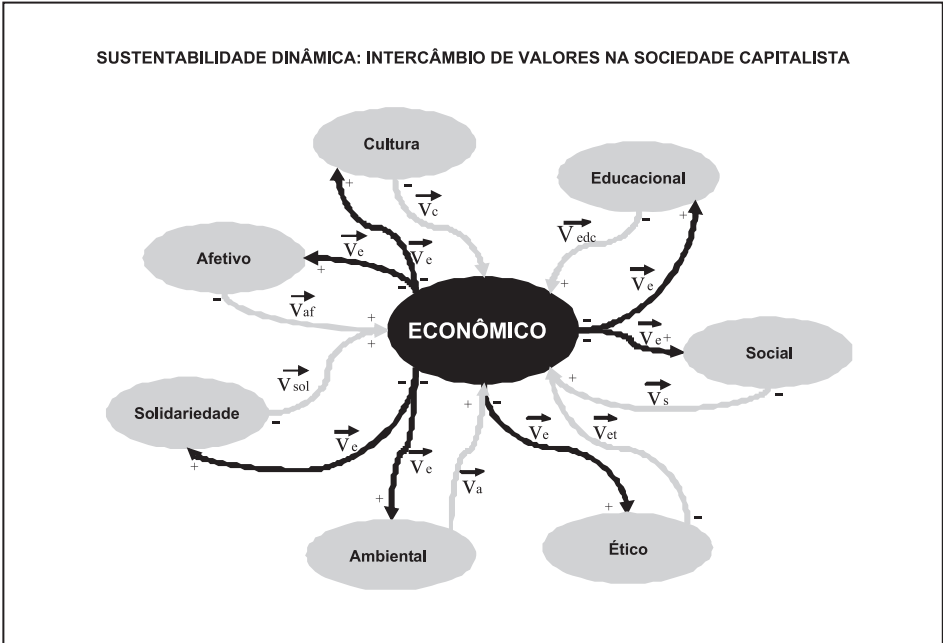 SUSTENTABILIDADE DINÂMICA: INTERCÂMBIO DE VALORES NA SOCIEDADE CAPITALISTA
Cultura
Educacional
Afetivo
ECONÔMICO
Social
Solidariedade
Ambiental
Ético
Vc
Vedc
Ve
Ve
Ve
Vaf
Ve+
Vsol
Vs
Ve
Ve
Ve
Vet
Va